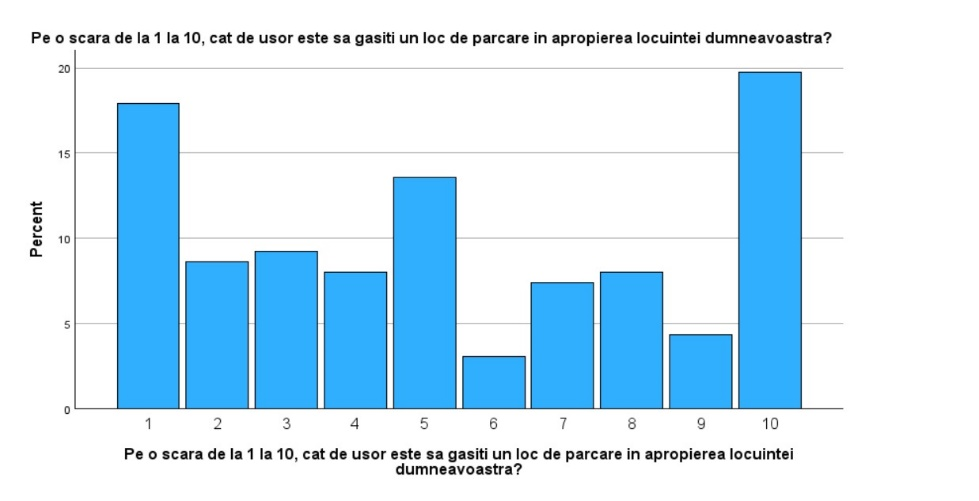 Pe o scara de la 1 la 10, cat de usor este sa gasiti un loc de parcare in apropierea locuintei dumneavoastra?
20
15
10
5
0
Percent
1 2 3 4 5 6 7 8 9 10
Pe o scara de la 1 la 10, cat de usor este sa gasiti un loc de parcare in apropierea locuintei
dumneavoastra?